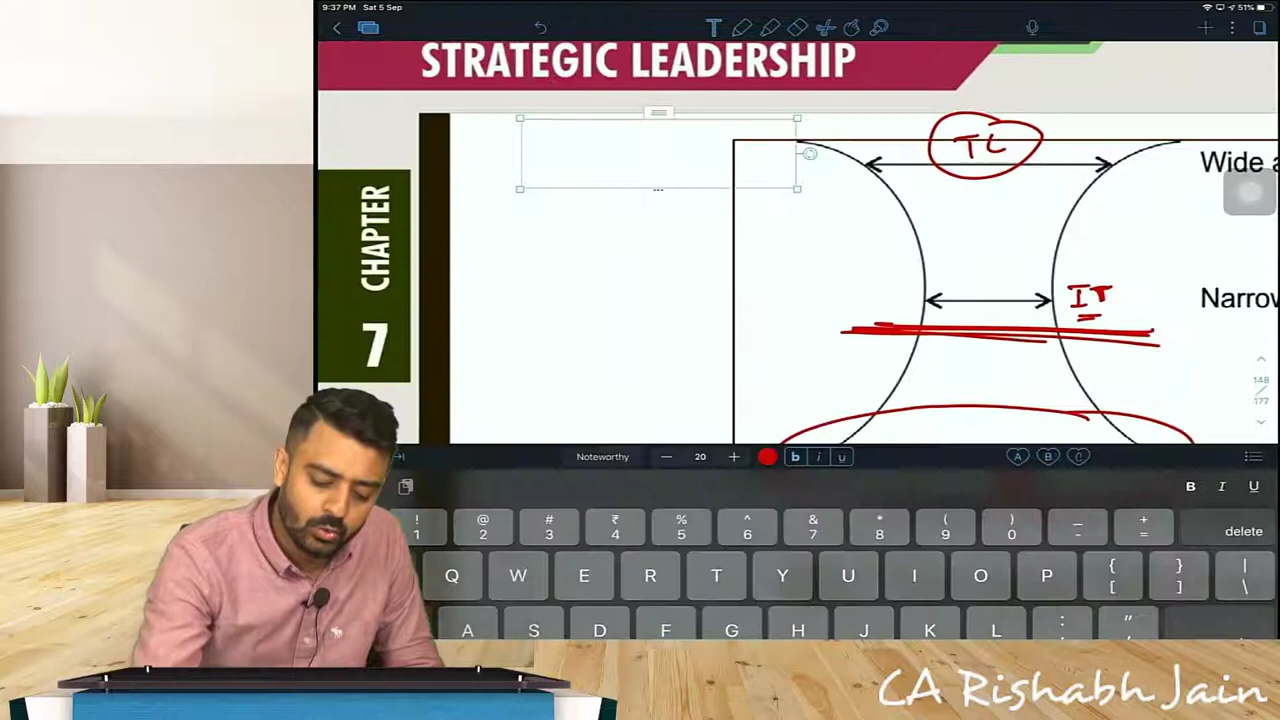 9:37 PM Sat 5 Sep
51%
STRATEGIC LEADERSHIP
TL
Wide
IT
CHAPTER
7
148
177
Noteworthy
20
b i u
A B C
B I U
! @ # ₹ % ^ & * ( ) _ +
1 2 3 4 5 6 7 8 9 0 - = delete
Q W E R T Y U I O P { } |
[ ] \
A S D F G H J K L : "
CA Rishabh Jain